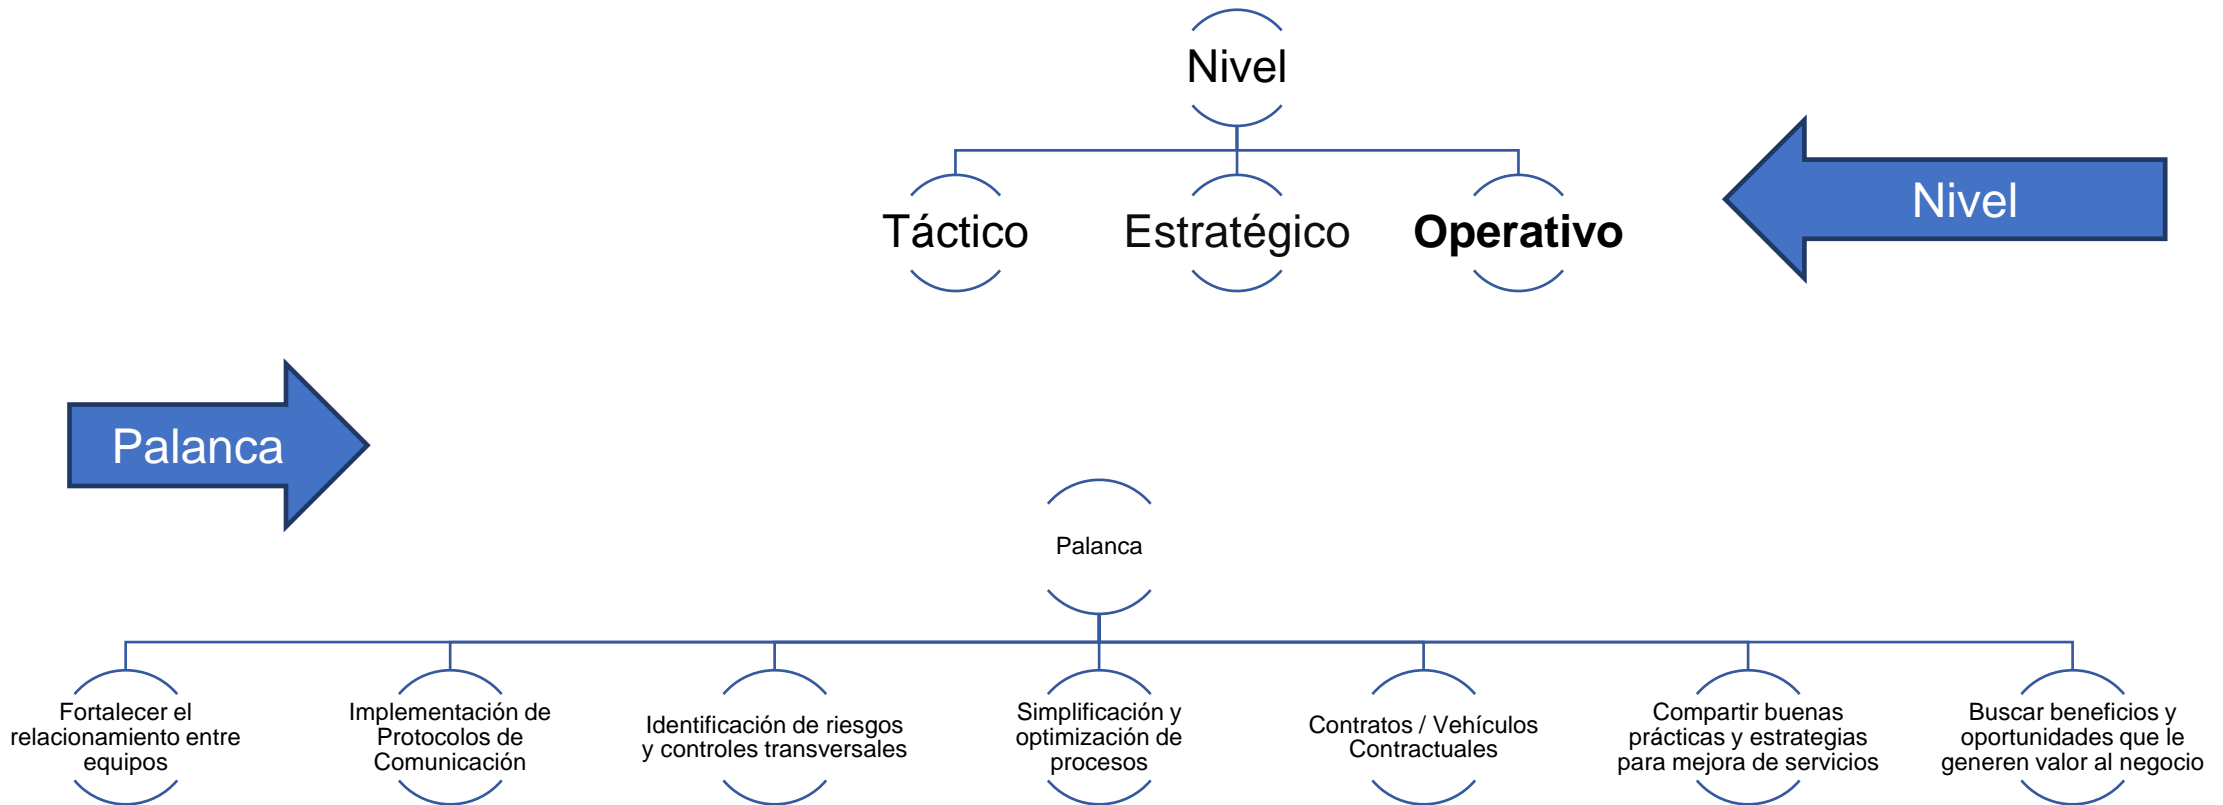 Nivel
Táctico
Estratégico
Operativo
Nivel
Palanca
Palanca
Fortalecer el
relacionamiento entre
equipos
Implementación de
Protocolos de
Comunicación
Identificación de riesgos
y controles transversales
Simplificación y
optimización de
procesos
Contratos / Vehículos
Contractuales
Compartir buenas
prácticas y estrategias
para mejora de servicios
Buscar beneficios y
oportunidades que le
generen valor al negocio